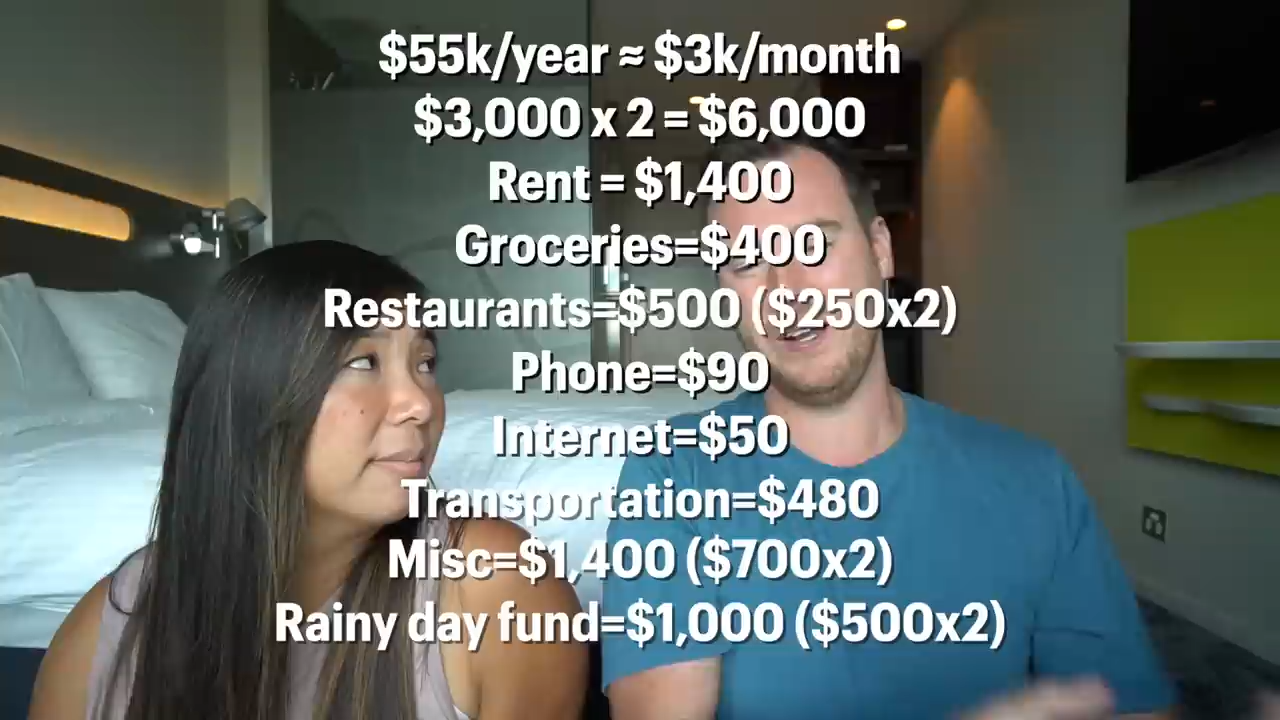 $55k/year ≈ $3k/month
$3,000 x 2 = $6,000
Rent = $1,400
Groceries=$400
Restaurants=$500 ($250x2)
Phone=$90
Internet=$50
Transportation=$480
Misc=$1,400 ($700x2)
Rainy day fund=$1,000 ($500x2)